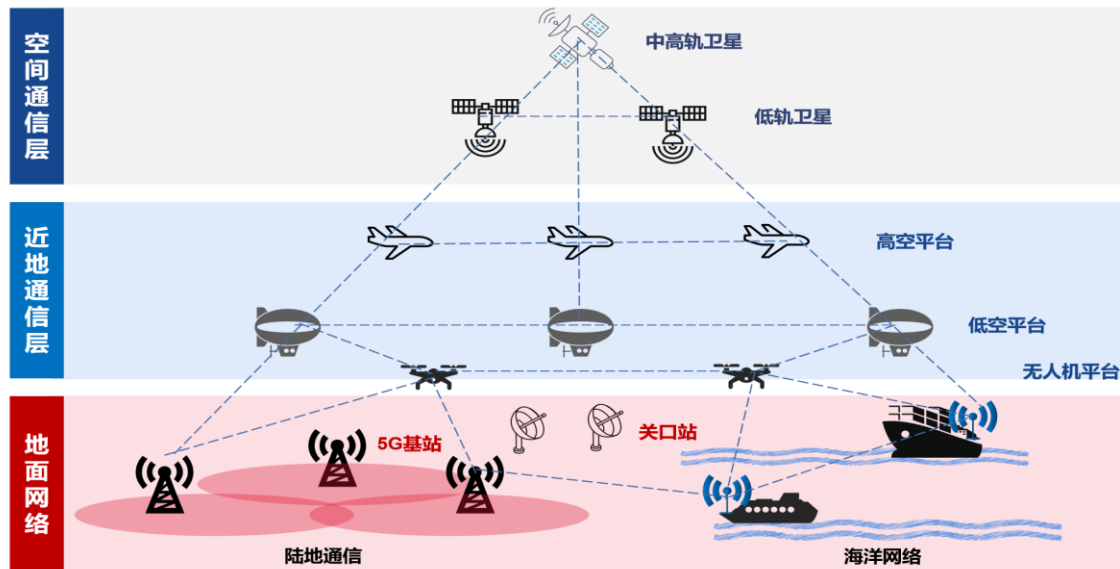 空间通信层
中高轨卫星
低轨卫星
近地通信层
高空平台
低空平台
无人机平台
地面网络
5G基站
关口站
陆地通信
海洋网络